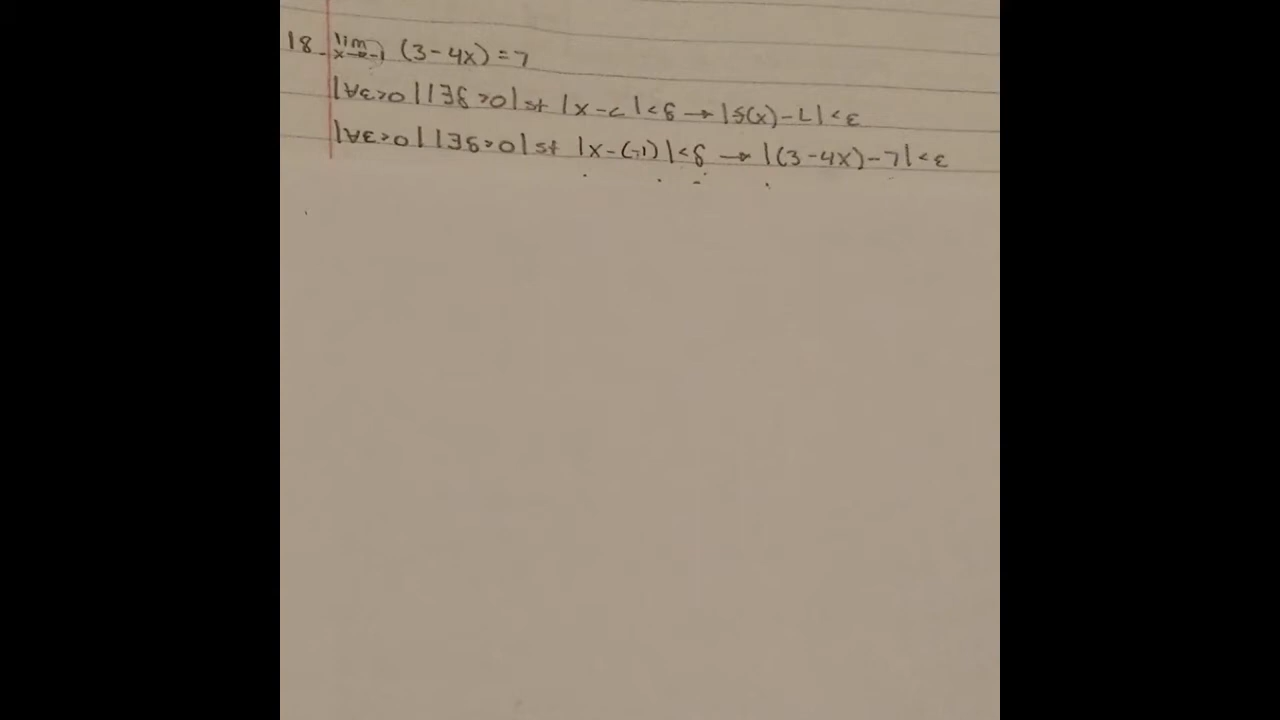 18. lim x→-1 (3-4x) = 7
|∀ε>0||∃δ>0| st |x-c|<δ → |f(x)-L|<ε
|∀ε>0||∃δ>0| st |x-(-1)|<δ → |(3-4x)-7|<ε